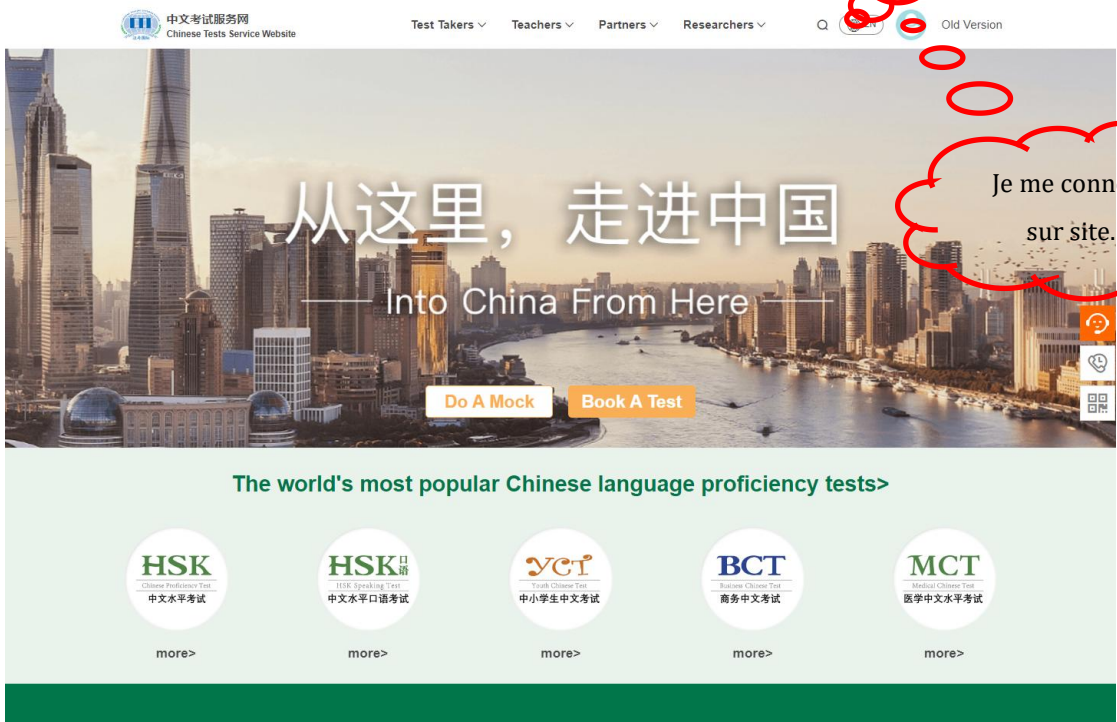 中文考试服务网
Chinese Tests Service Website
Test Takers
Teachers
Partners
Researchers
Old Version
Je me conn
sur site.
从这里，走进中国
Into China From Here
Do A Mock
Book A Test
The world's most popular Chinese language proficiency tests>
HSK
Chinese Proficiency Test
中文水平考试
more>
HSK口语
HSK Speaking Test
中文水平口语考试
more>
YCT
Youth Chinese Test
中小学生中文考试
more>
BCT
Business Chinese Test
商务中文考试
more>
MCT
Medical Chinese Test
医学中文水平考试
more>